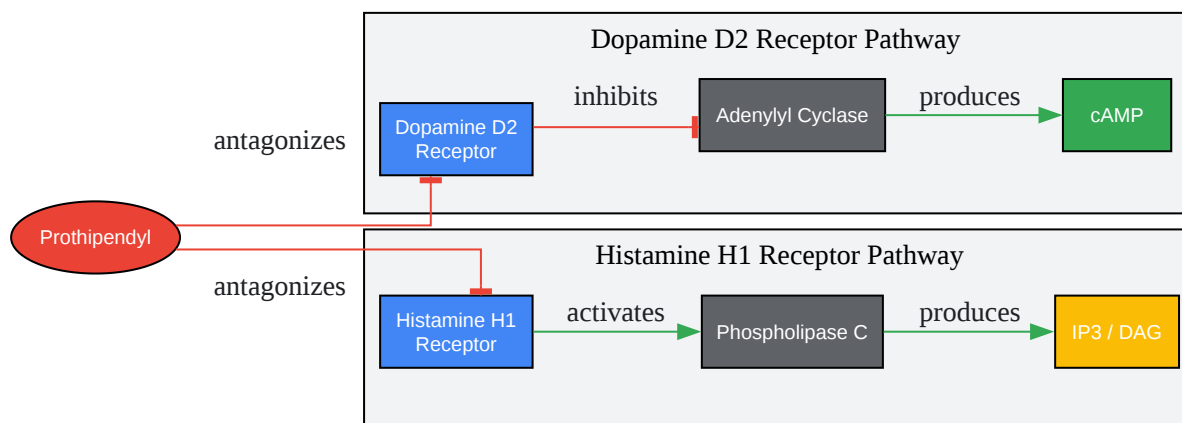 Dopamine D2 Receptor Pathway
inhibits
produces
Adenylyl Cyclase
cAMP
antagonizes
Dopamine D2
Receptor
Prothipendyl
Histamine H1 Receptor Pathway
antagonizes
activates
produces
Histamine H1
Receptor
Phospholipase C
IP3 / DAG